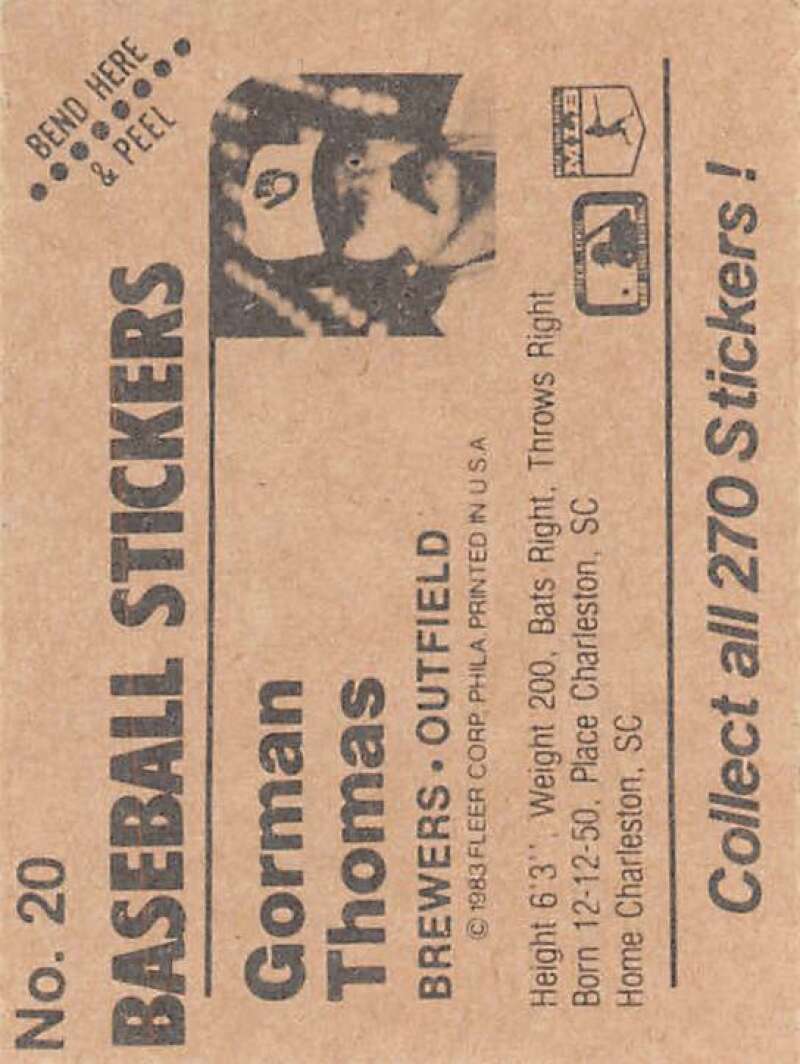 No. 20
BEND HERE
& PEEL
BASEBALL STICKERS
Gorman
Thomas
BREWERS • OUTFIELD
© 1983 FLEER CORP. PHILA PRINTED IN U S A
Height 6'3'', Weight 200, Bats Right, Throws Right
Born 12-12-50, Place Charleston, SC
Home Charleston, SC
Collect all 270 Stickers!